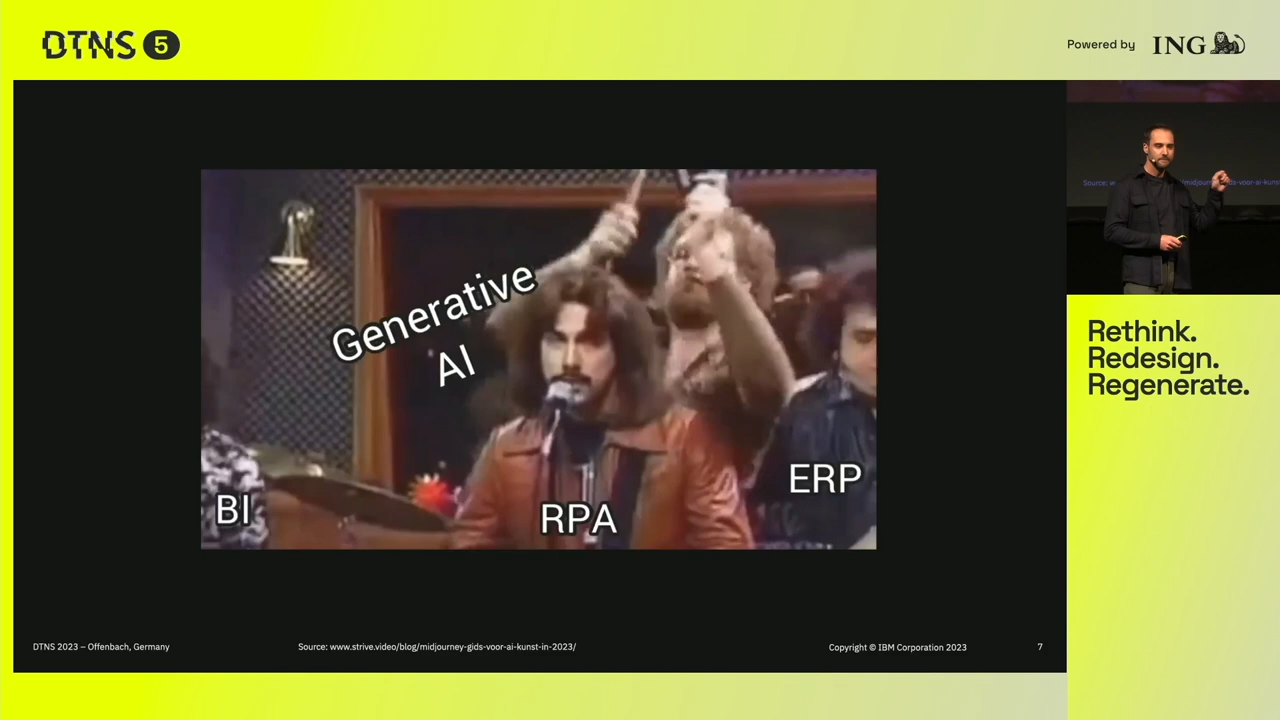 DTNS 5
Powered by ING
Generative
AI
BI
RPA
ERP
DTNS 2023 – Offenbach, Germany
Source: www.strive.video/blog/midjourney-gids-voor-ai-kunst-in-2023/
Copyright © IBM Corporation 2023
7
Rethink.
Redesign.
Regenerate.